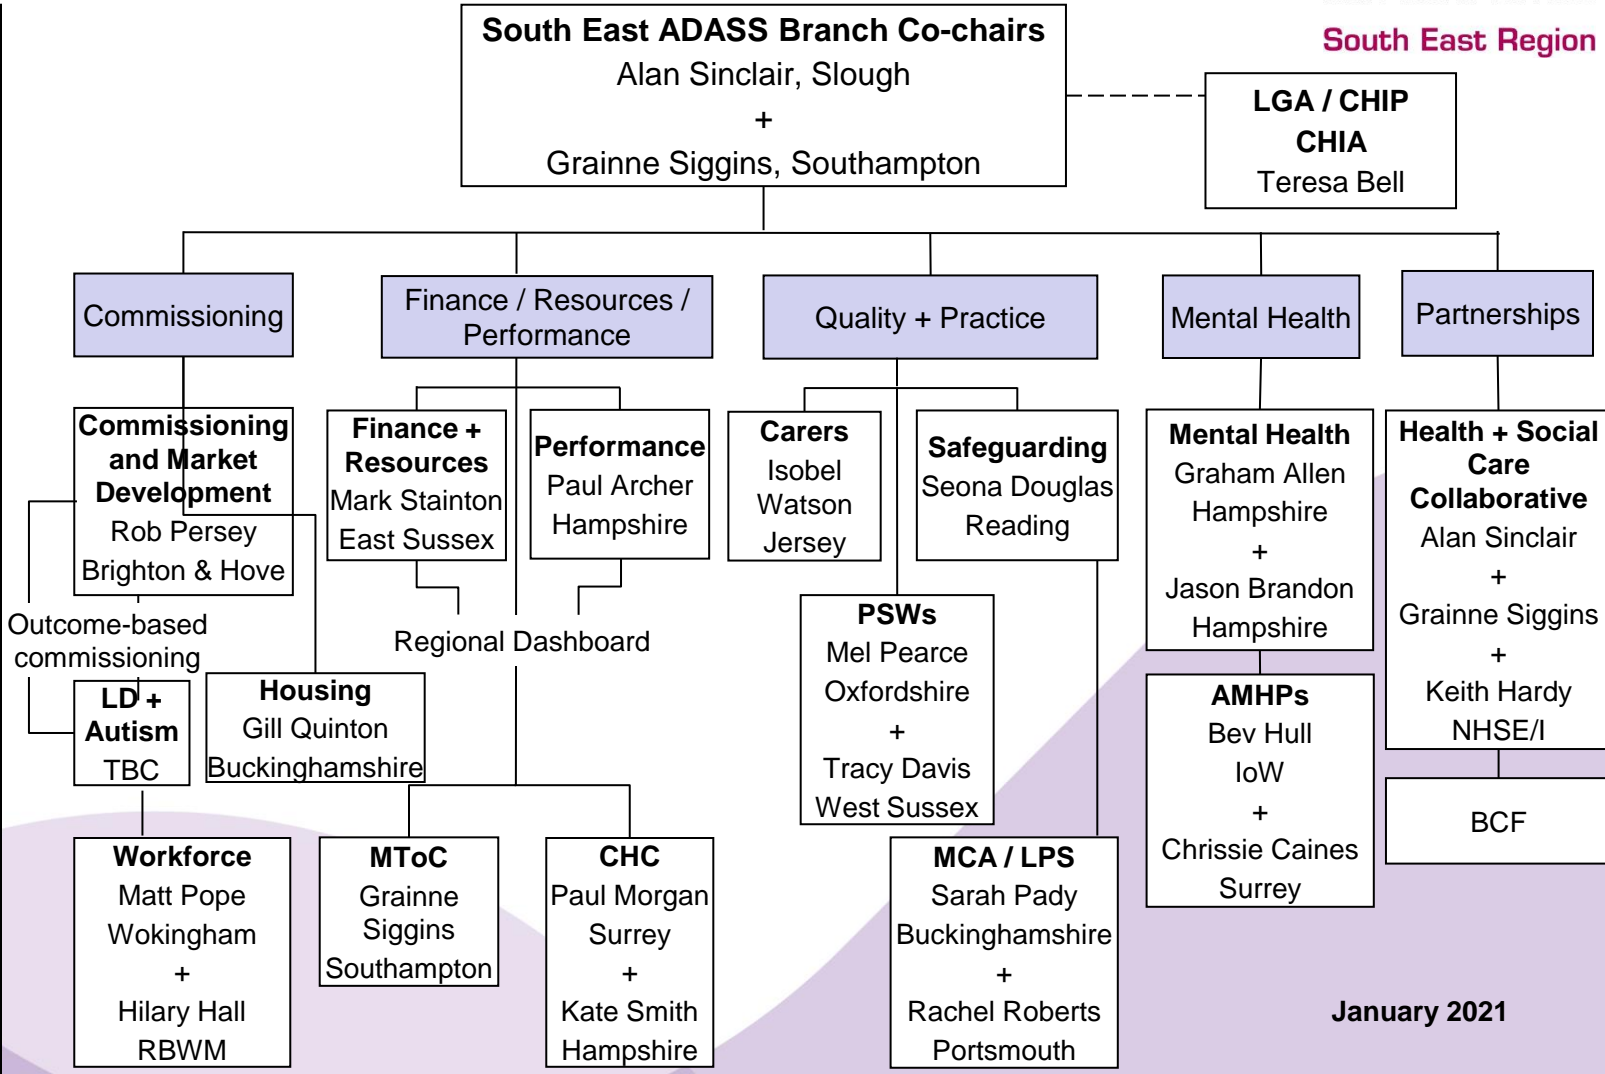 South East Region
South East ADASS Branch Co-chairs
Alan Sinclair, Slough
+
Grainne Siggins, Southampton
LGA / CHIP
CHIA
Teresa Bell
Commissioning
Finance / Resources /
Performance
Quality + Practice
Mental Health
Partnerships
Commissioning
and Market
Development
Rob Persey
Brighton & Hove
Outcome-based
commissioning
LD +
Autism
TBC
Housing
Gill Quinton
Buckinghamshire
Workforce
Matt Pope
Wokingham
+
Hilary Hall
RBWM
Finance +
Resources
Mark Stainton
East Sussex
Performance
Paul Archer
Hampshire
Regional Dashboard
MToC
Grainne
Siggins
Southampton
CHC
Paul Morgan
Surrey
+
Kate Smith
Hampshire
Carers
Isobel
Watson
Jersey
Safeguarding
Seona Douglas
Reading
PSWs
Mel Pearce
Oxfordshire
+
Tracy Davis
West Sussex
MCA / LPS
Sarah Pady
Buckinghamshire
+
Rachel Roberts
Portsmouth
Mental Health
Graham Allen
Hampshire
+
Jason Brandon
Hampshire
AMHPs
Bev Hull
IoW
+
Chrissie Caines
Surrey
Health + Social
Care
Collaborative
Alan Sinclair
+
Grainne Siggins
+
Keith Hardy
NHSE/I
BCF
January 2021